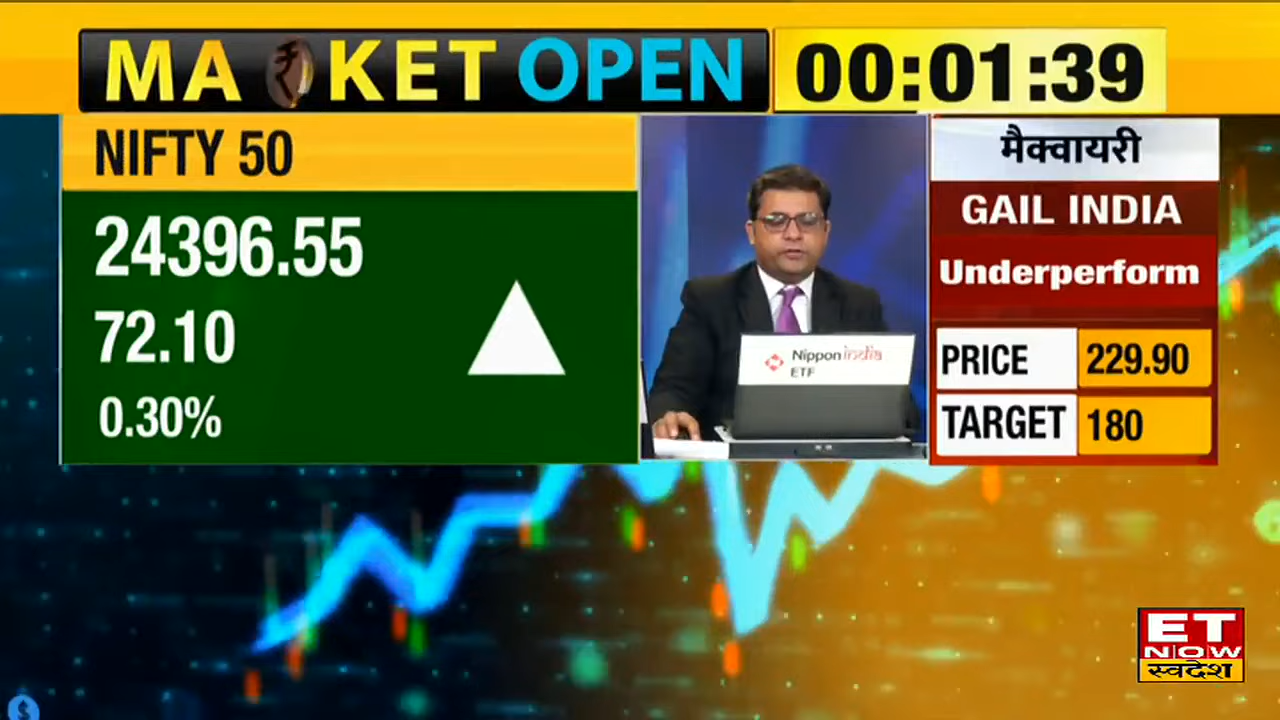 MA₹KET OPEN
00:01:39
NIFTY 50
24396.55
72.10
0.30%
Nippon india
ETF
मैक्वायरी
GAIL INDIA
Underperform
PRICE 229.90
TARGET 180
ET
NOW
स्वदेश